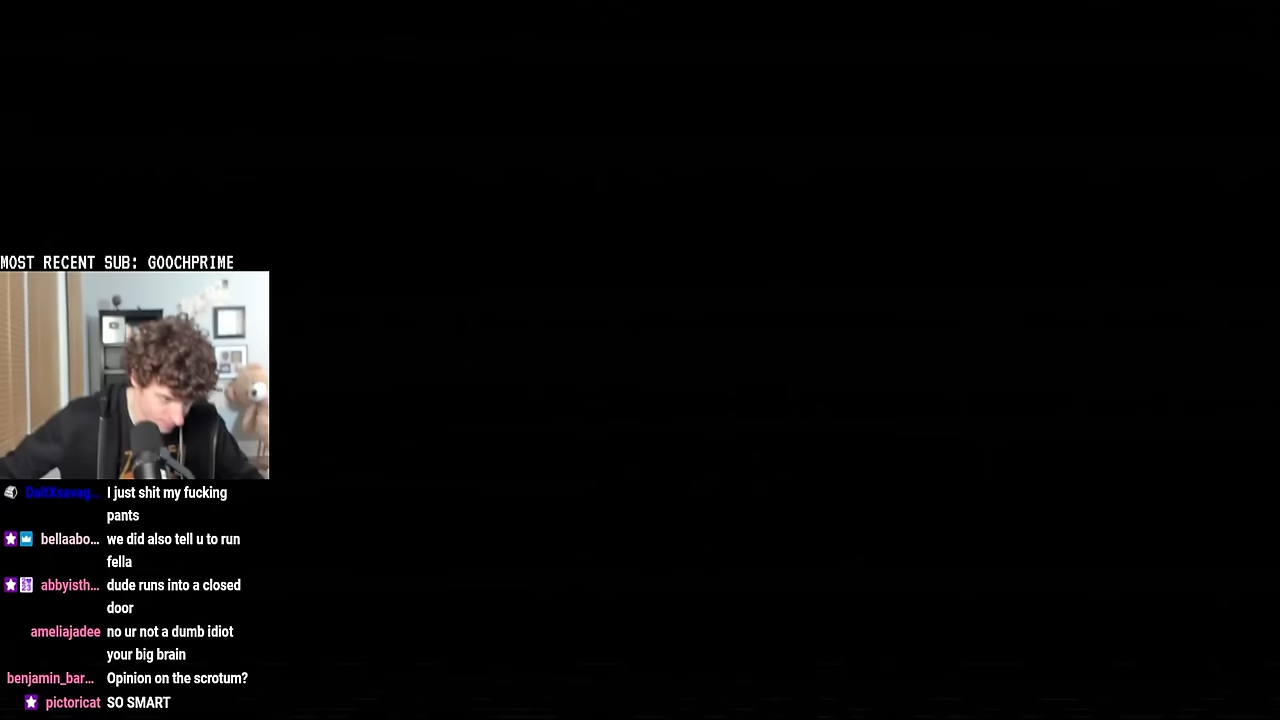 MOST RECENT SUB: GOOCHPRIME
I just shit my fucking
pants
bellaabo... we did also tell u to run
fella
abbyisth... dude runs into a closed
door
ameliajadee no ur not a dumb idiot
your big brain
benjamin_bar... Opinion on the scrotum?
pictoricat SO SMART